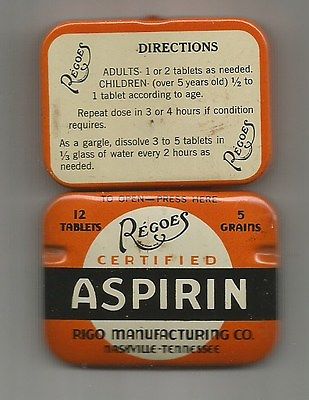 Régoes
DIRECTIONS
ADULTS- 1 or 2 tablets as needed.
CHILDREN- (over 5 years old) ½ to
1 tablet according to age.
Repeat dose in 3 or 4 hours if condition
requires.
As a gargle, dissolve 3 to 5 tablets in
⅓ glass of water every 2 hours as
needed.
Régoes
TO OPEN—PRESS HERE
12
TABLETS
Régoes
5
GRAINS
CERTIFIED
ASPIRIN
RIGO MANUFACTURING CO.
NASHVILLE-TENNESSEE